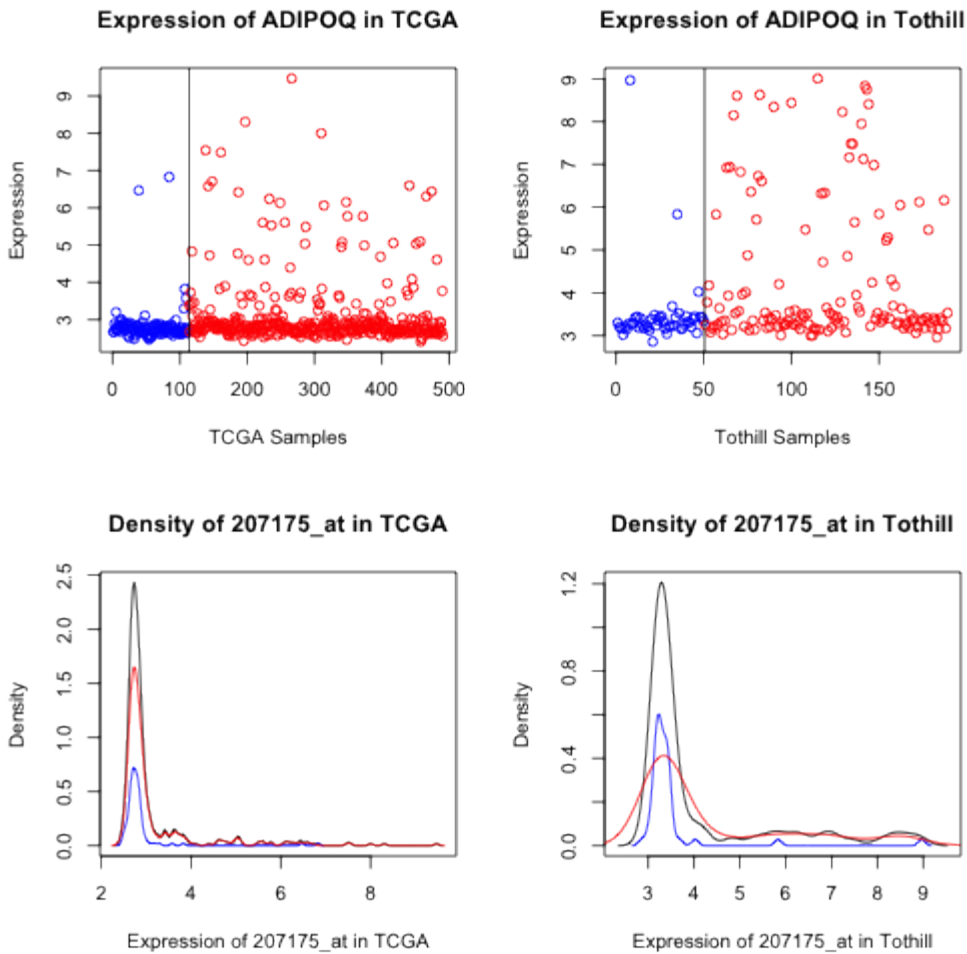 Expression of ADIPOQ in TCGA
Expression
9
8
7
6
5
4
3
0 100 200 300 400 500
TCGA Samples
Expression of ADIPOQ in Tothill
Expression
9
8
7
6
5
4
3
0 50 100 150
Tothill Samples
Density of 207175_at in TCGA
Density
2.5
2.0
1.5
1.0
0.5
0.0
2 4 6 8
Expression of 207175_at in TCGA
Density of 207175_at in Tothill
Density
1.2
0.8
0.4
0.0
3 4 5 6 7 8 9
Expression of 207175_at in Tothill